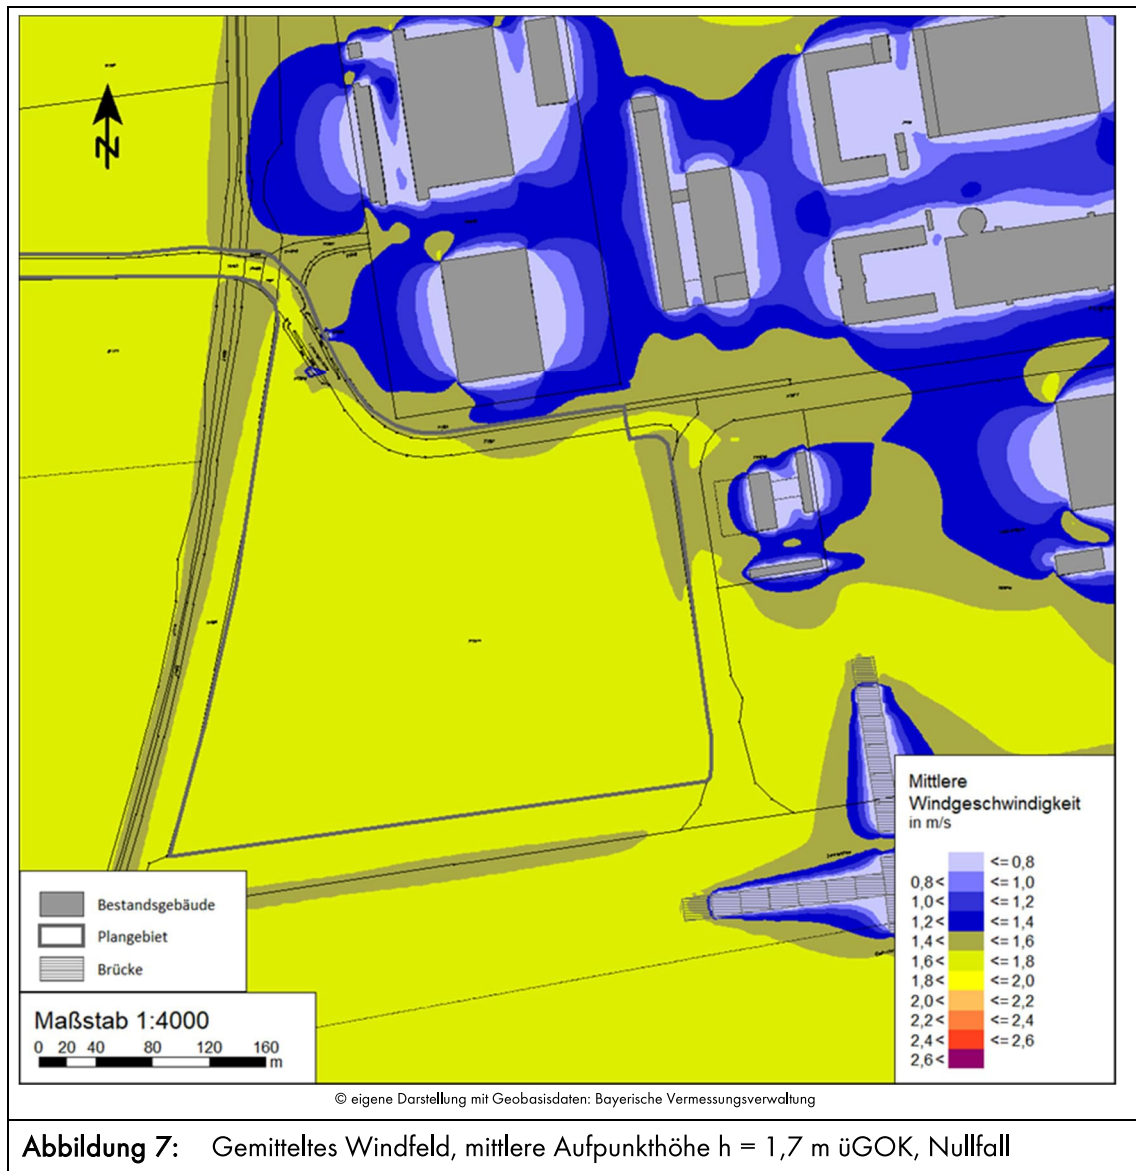 N
Mittlere
Windgeschwindigkeit
in m/s
<= 0,8
0,8< <= 1,0
1,0< <= 1,2
1,2< <= 1,4
1,4< <= 1,6
1,6< <= 1,8
1,8< <= 2,0
2,0< <= 2,2
2,2< <= 2,4
2,4< <= 2,6
2,6<
Bestandsgebäude
Plangebiet
Brücke
Maßstab 1:4000
0 20 40 80 120 160
m
© eigene Darstellung mit Geobasisdaten: Bayerische Vermessungsverwaltung
Abbildung 7: Gemitteltes Windfeld, mittlere Aufpunkthöhe h = 1,7 m üGOK, Nullfall